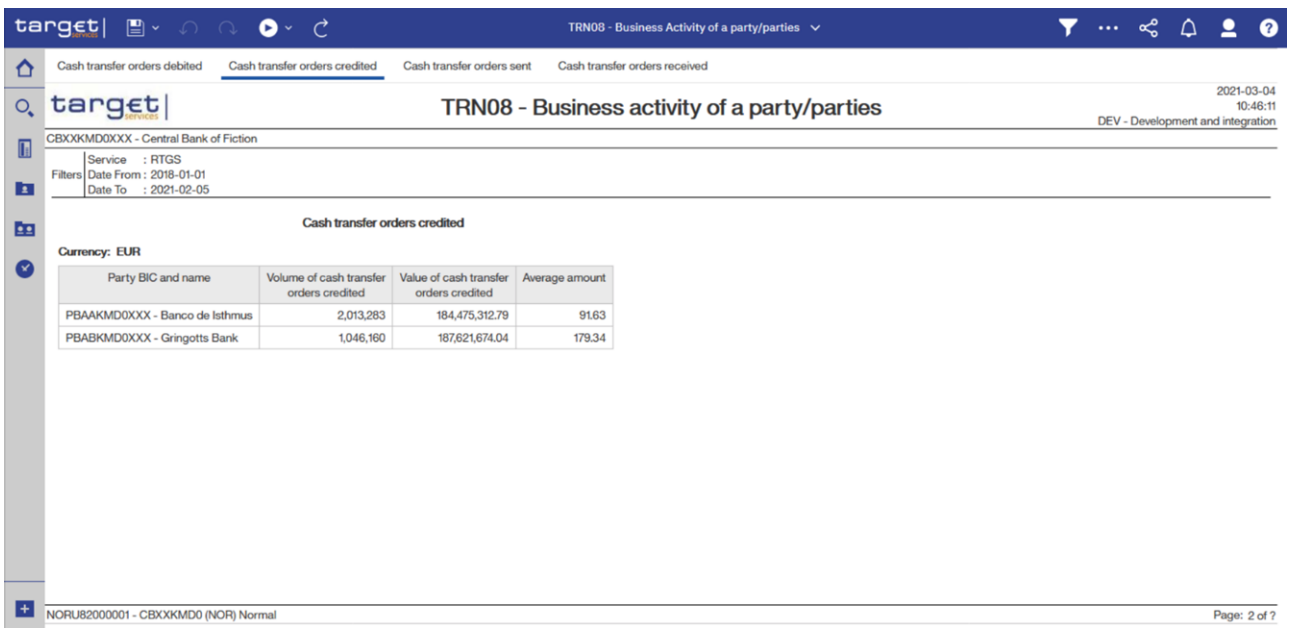 target
services
TRN08 - Business Activity of a party/parties
Cash transfer orders debited Cash transfer orders credited Cash transfer orders sent Cash transfer orders received
target
services
TRN08 - Business activity of a party/parties
2021-03-04
10:46:11
DEV - Development and integration
CBXXKMD0XXX - Central Bank of Fiction
Filters
Service : RTGS
Date From : 2018-01-01
Date To : 2021-02-05
Cash transfer orders credited
Currency: EUR
Party BIC and name Volume of cash transfer orders credited Value of cash transfer orders credited Average amount
PBAAKMD0XXX - Banco de Isthmus 2,013,283 184,475,312.79 91.63
PBABKMD0XXX - Gringotts Bank 1,046,160 187,621,674.04 179.34
NORU82000001 - CBXXKMD0 (NOR) Normal Page: 2 of ?